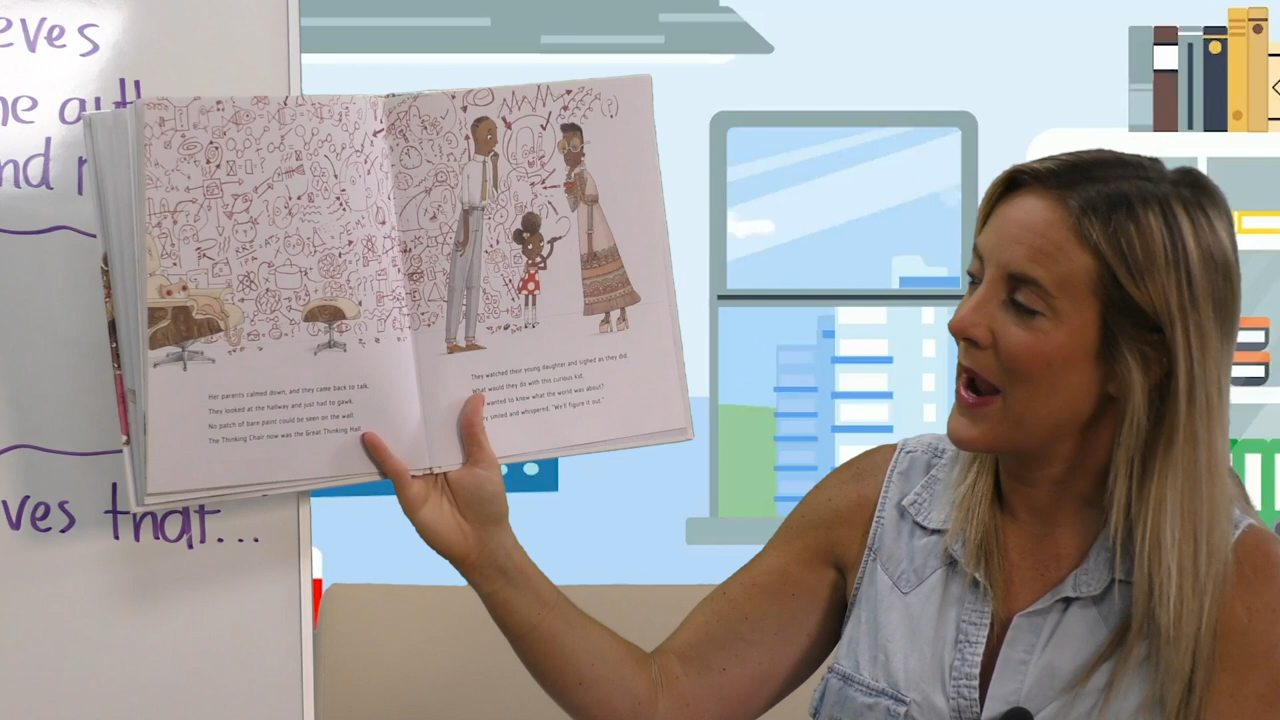 eves
he auth
nd r
ves that...
Her parents calmed down, and they came back to talk.
They looked at the hallway and just had to gawk.
No patch of bare paint could be seen on the wall.
The Thinking Chair now was the Great Thinking Hall.
They watched their young daughter and sighed as they did.
What would they do with this curious kid,
wanted to know what the world was about?
smiled and whispered, "We'll figure it out."